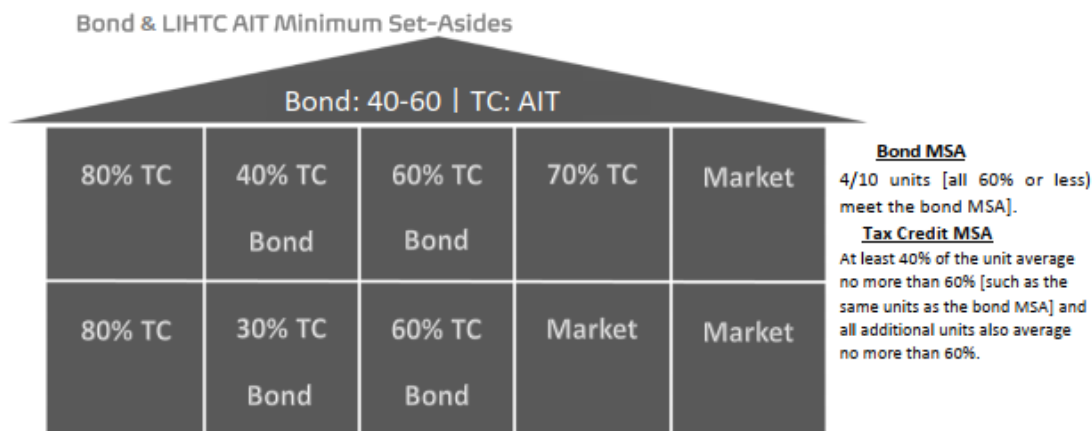 Bond & LIHTC AIT Minimum Set-Asides
Bond: 40-60 | TC: AIT
80% TC
40% TC
Bond
60% TC
Bond
70% TC
Market
80% TC
30% TC
Bond
60% TC
Bond
Market
Market
Bond MSA
4/10 units [all 60% or less)
meet the bond MSA].
Tax Credit MSA
At least 40% of the unit average
no more than 60% [such as the
same units as the bond MSA] and
all additional units also average
no more than 60%.